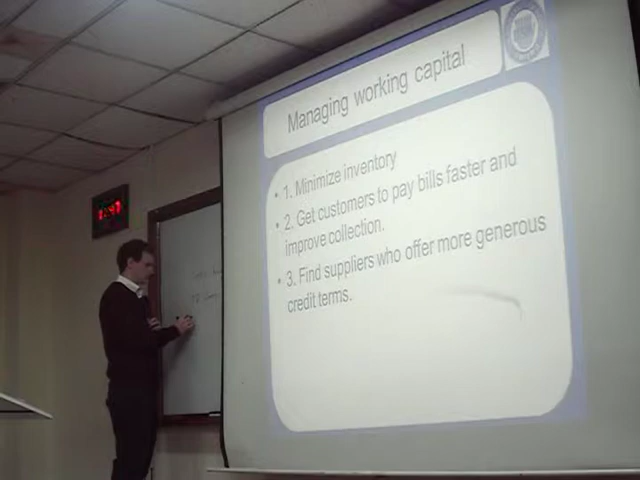 Managing working capital
• 1. Minimize inventory
• 2. Get customers to pay bills faster and
improve collection.
• 3. Find suppliers who offer more generous
credit terms.